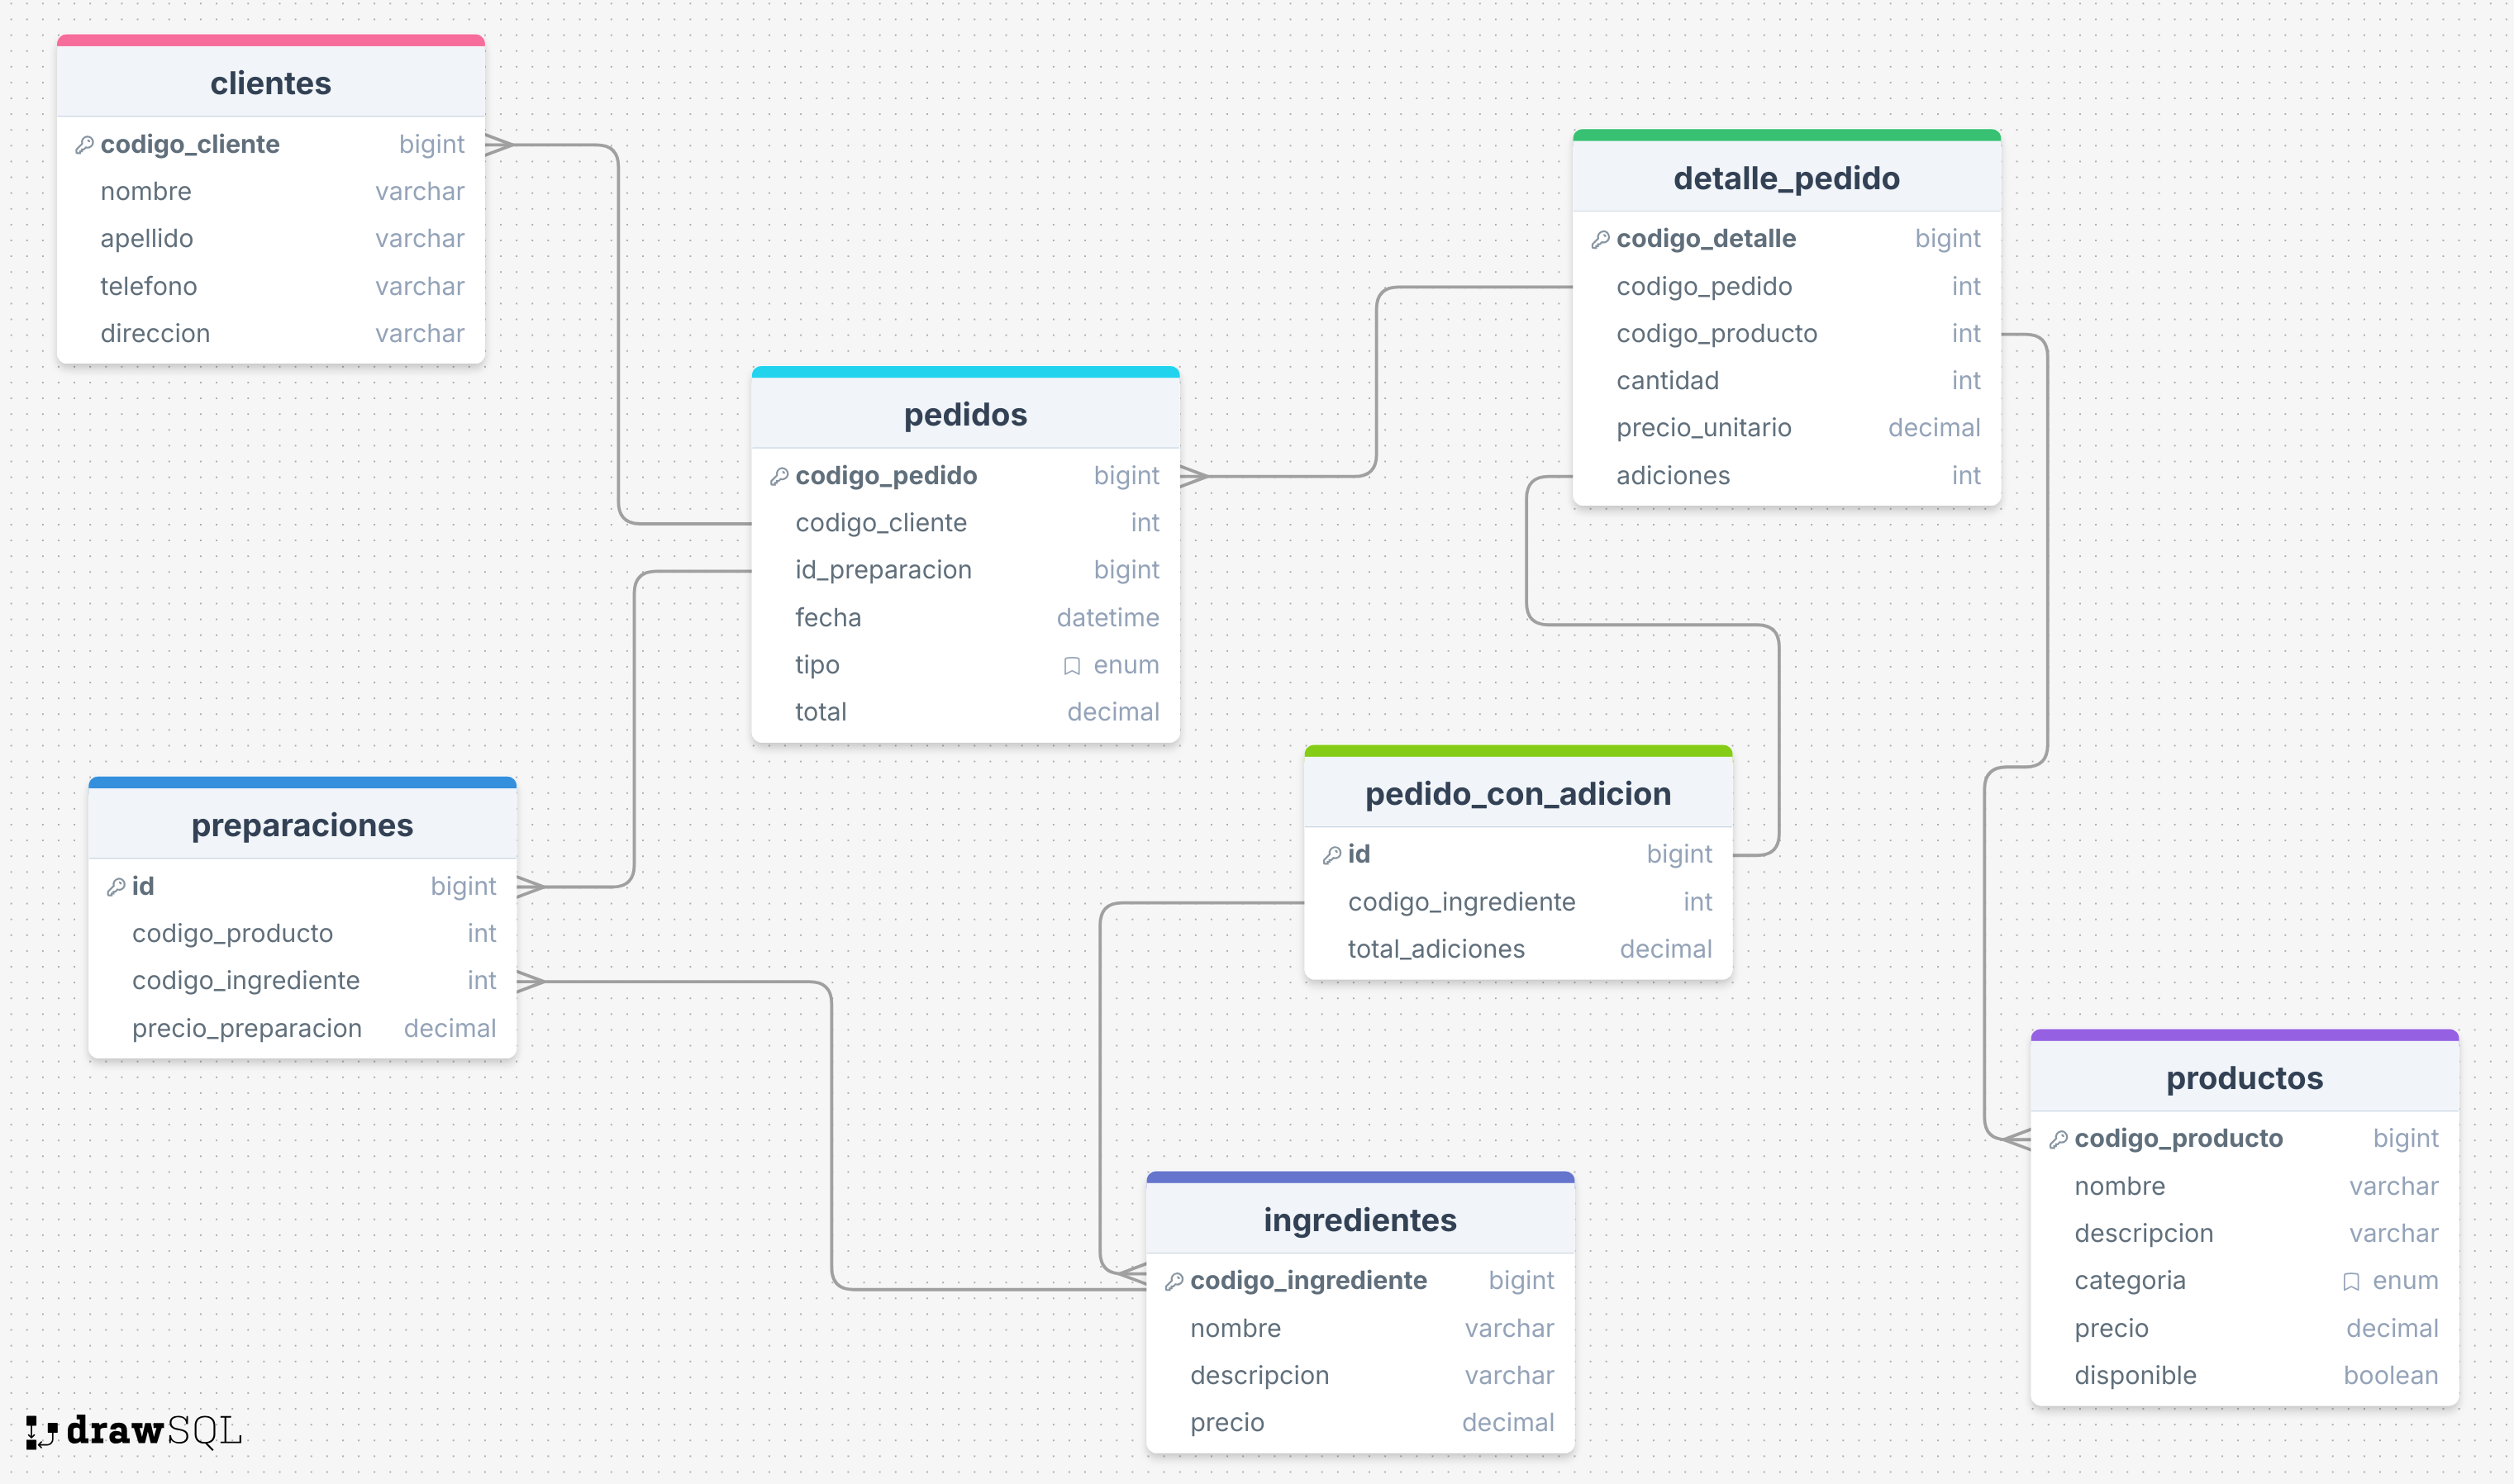 clientes
codigo_cliente bigint
nombre varchar
apellido varchar
telefono varchar
direccion varchar
detalle_pedido
codigo_detalle bigint
codigo_pedido int
codigo_producto int
cantidad int
precio_unitario decimal
adiciones int
pedidos
codigo_pedido bigint
codigo_cliente int
id_preparacion bigint
fecha datetime
tipo enum
total decimal
pedido_con_adicion
id bigint
codigo_ingrediente int
total_adiciones decimal
preparaciones
id bigint
codigo_producto int
codigo_ingrediente int
precio_preparacion decimal
productos
codigo_producto bigint
nombre varchar
descripcion varchar
categoria enum
precio decimal
disponible boolean
ingredientes
codigo_ingrediente bigint
nombre varchar
descripcion varchar
precio decimal
drawSQL